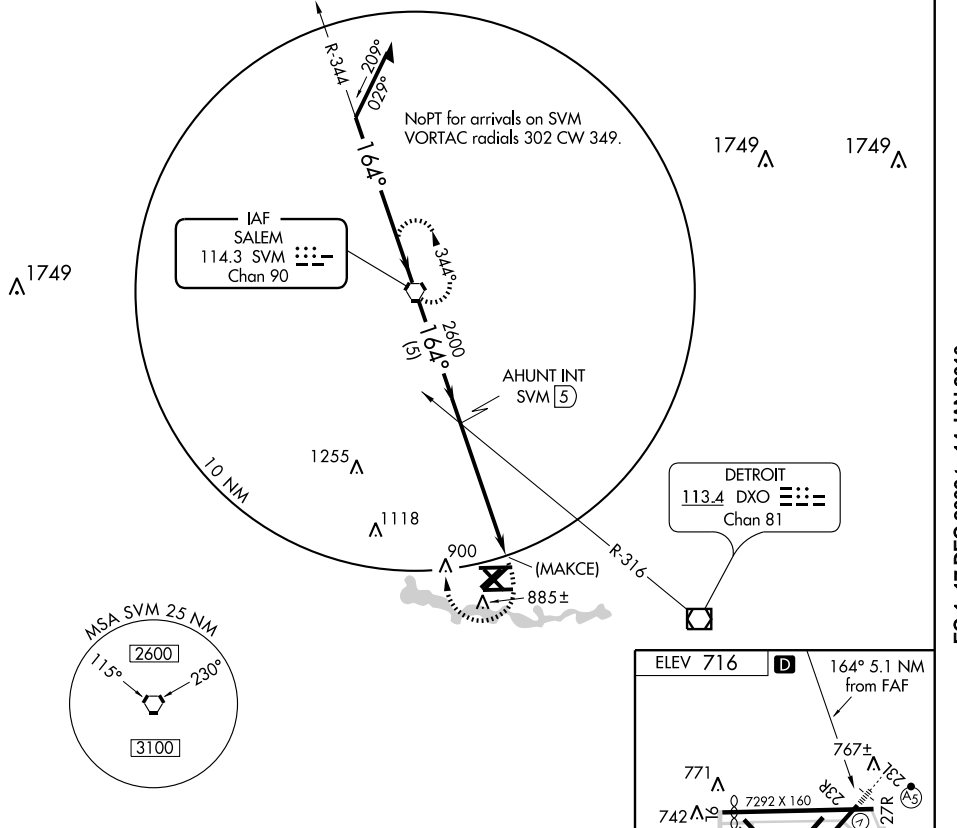 R-344
209°
029°
NoPT for arrivals on SVM
VORTAC radials 302 CW 349.
1749
1749
164°
IAF
SALEM
114.3 SVM
Chan 90
344°
1749
2600
164°
(5)
AHUNT INT
SVM 5
1255
10 NM
1118
DETROIT
113.4 DXO
Chan 81
R-316
900
(MAKCE)
885±
MSA SVM 25 NM
2600
115°
230°
3100
ELEV 716
D
164° 5.1 NM
from FAF
767±
771
23R
23L
A5
7292 X 160
742
27R